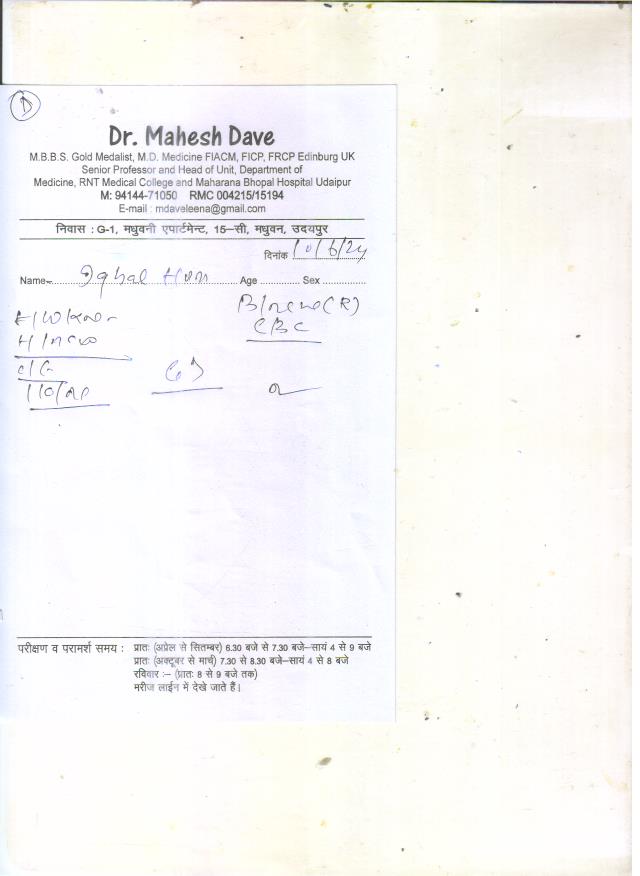 D
Dr. Mahesh Dave
M.B.B.S. Gold Medalist, M.D. Medicine FIACM, FICP, FRCP Edinburg UK
Senior Professor and Head of Unit, Department of
Medicine, RNT Medical College and Maharana Bhopal Hospital Udaipur
M: 94144-71050 RMC 004215/15194
E-mail : mdaveleena@gmail.com
निवास : G-1, मधुवनी एपार्टमेन्ट, 15–सी, मधुवन, उदयपुर
दिनांक 10/6/24
Name Iqbal Age Sex
CBC
परीक्षण व परामर्श समय : प्रातः (अप्रेल से सितम्बर) 6.30 बजे से 7.30 बजे–सायं 4 से 9 बजे
प्रातः (अक्टूबर से मार्च) 7.30 से 8.30 बजे–सायं 4 से 8 बजे
रविवार :– (प्रातः 8 से 9 बजे तक)
मरीज लाईन में देखे जाते हैं।